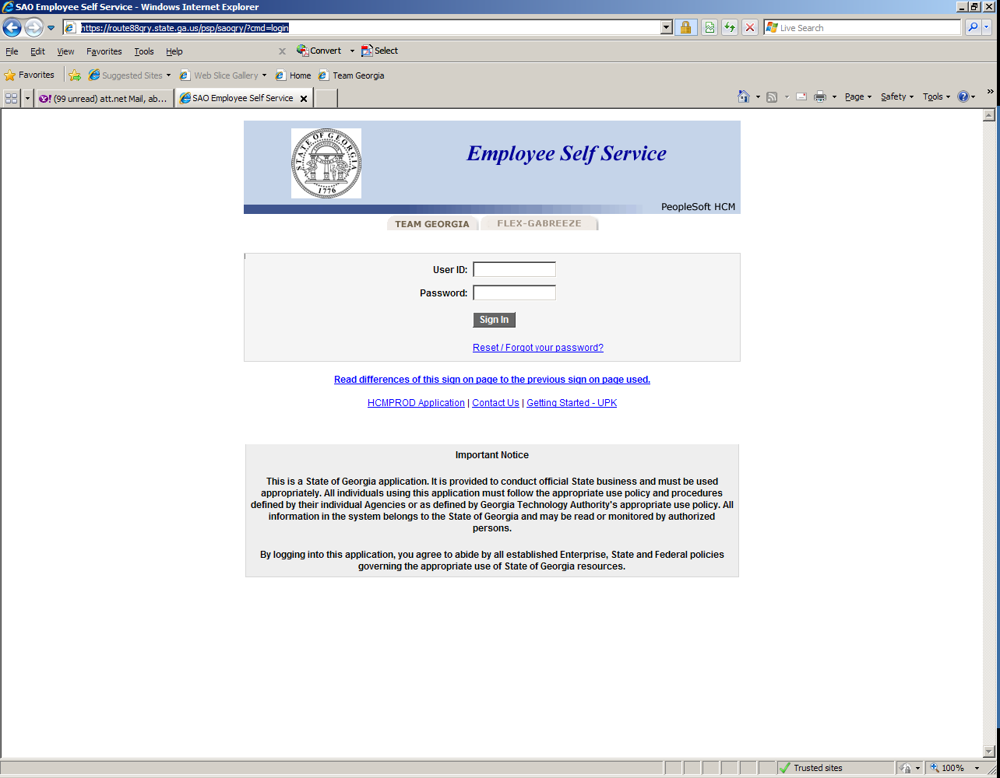 SAO Employee Self Service - Windows Internet Explorer
https://route88qry.state.ga.us/psp/saoqry/?cmd=login
Live Search
File Edit View Favorites Tools Help x Convert Select
Favorites Suggested Sites Web Slice Gallery Home Team Georgia
Y! (99 unread) att.net Mail, ab... SAO Employee Self Service X Page Safety Tools ? »
STATE OF GEORGIA
1776
Employee Self Service
PeopleSoft HCM
TEAM GEORGIA FLEX-GABREEZE
User ID:
Password:
Sign In
Reset / Forgot your password?
Read differences of this sign on page to the previous sign on page used.
HCMPROD Application | Contact Us | Getting Started - UPK
Important Notice
This is a State of Georgia application. It is provided to conduct official State business and must be used
appropriately. All individuals using this application must follow the appropriate use policy and procedures
defined by their individual Agencies or as defined by Georgia Technology Authority's appropriate use policy. All
information in the system belongs to the State of Georgia and may be read or monitored by authorized
persons.
By logging into this application, you agree to abide by all established Enterprise, State and Federal policies
governing the appropriate use of State of Georgia resources.
Trusted sites 100%